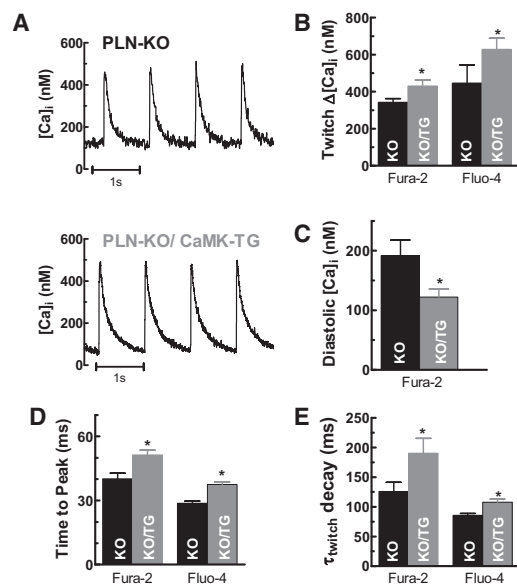 A
PLN-KO
[Ca]i (nM)
600
400
200
0
1s
PLN-KO/ CaMK-TG
[Ca]i (nM)
600
400
200
0
1s
B
Twitch Δ[Ca]i (nM)
800
600
400
200
0
KO
KO/TG
*
KO
KO/TG
*
Fura-2
Fluo-4
C
Diastolic [Ca]i (nM)
200
100
0
KO
KO/TG
*
Fura-2
D
Time to Peak (ms)
60
30
0
KO
KO/TG
*
KO
KO/TG
*
Fura-2
Fluo-4
E
τtwitch decay (ms)
250
200
150
100
50
0
KO
KO/TG
*
KO
KO/TG
*
Fura-2
Fluo-4